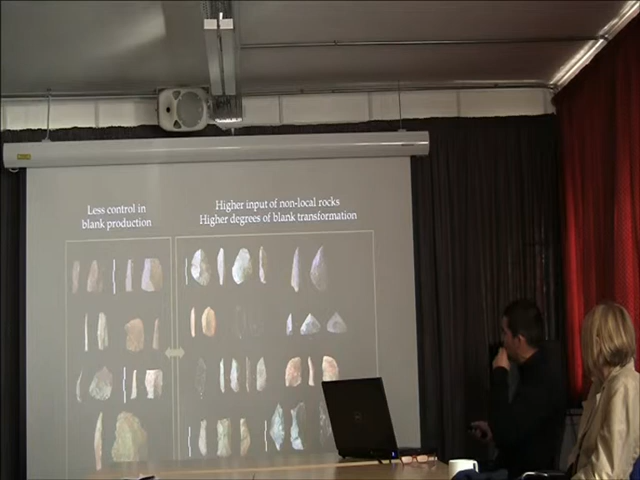 Less control in
blank production
Higher input of non-local rocks
Higher degrees of blank transformation